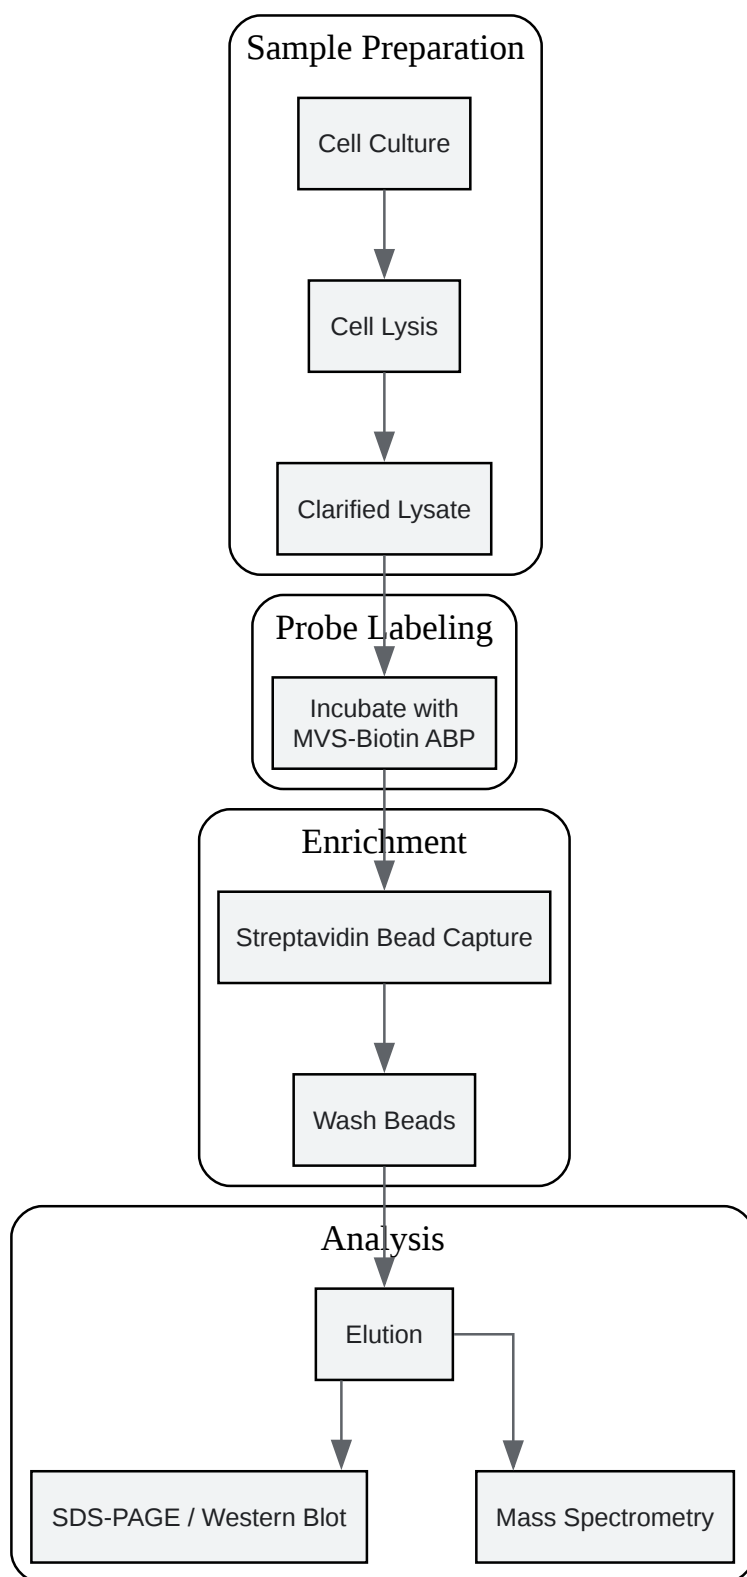 Sample Preparation
Cell Culture
Cell Lysis
Clarified Lysate
Probe Labeling
Incubate with
MVS-Biotin ABP
Enrichment
Streptavidin Bead Capture
Wash Beads
Analysis
Elution
SDS-PAGE / Western Blot
Mass Spectrometry